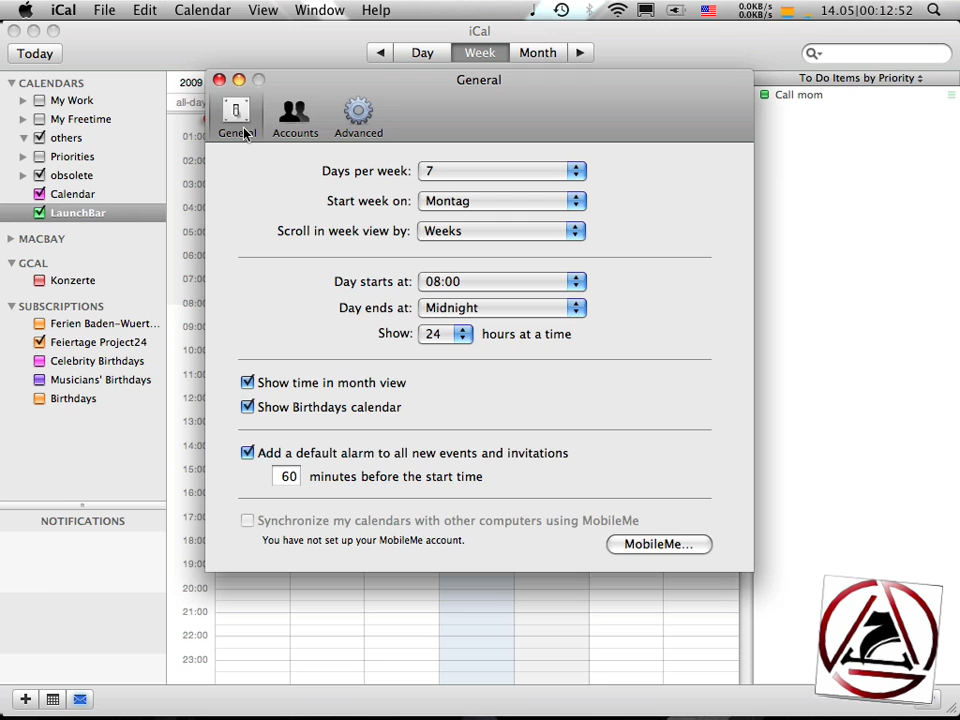 iCal File Edit Calendar View Window Help
0.0KB/s
0.0KB/s
14.05|00:12:52
iCal
Today
Day Week Month
CALENDARS
My Work
My Freetime
others
Priorities
obsolete
Calendar
LaunchBar
MACBAY
GCAL
Konzerte
SUBSCRIPTIONS
Ferien Baden-Wuert...
Feiertage Project24
Celebrity Birthdays
Musicians' Birthdays
Birthdays
NOTIFICATIONS
2009
all-day
01:00
02:00
03:00
04:00
05:00
06:00
07:00
08:00
09:00
10:00
11:00
12:00
13:00
14:00
15:00
16:00
17:00
18:00
19:00
20:00
21:00
22:00
23:00
General
General Accounts Advanced
Days per week: 7
Start week on: Montag
Scroll in week view by: Weeks
Day starts at: 08:00
Day ends at: Midnight
Show: 24 hours at a time
Show time in month view
Show Birthdays calendar
Add a default alarm to all new events and invitations
60 minutes before the start time
Synchronize my calendars with other computers using MobileMe
You have not set up your MobileMe account.
MobileMe...
To Do Items by Priority
Call mom